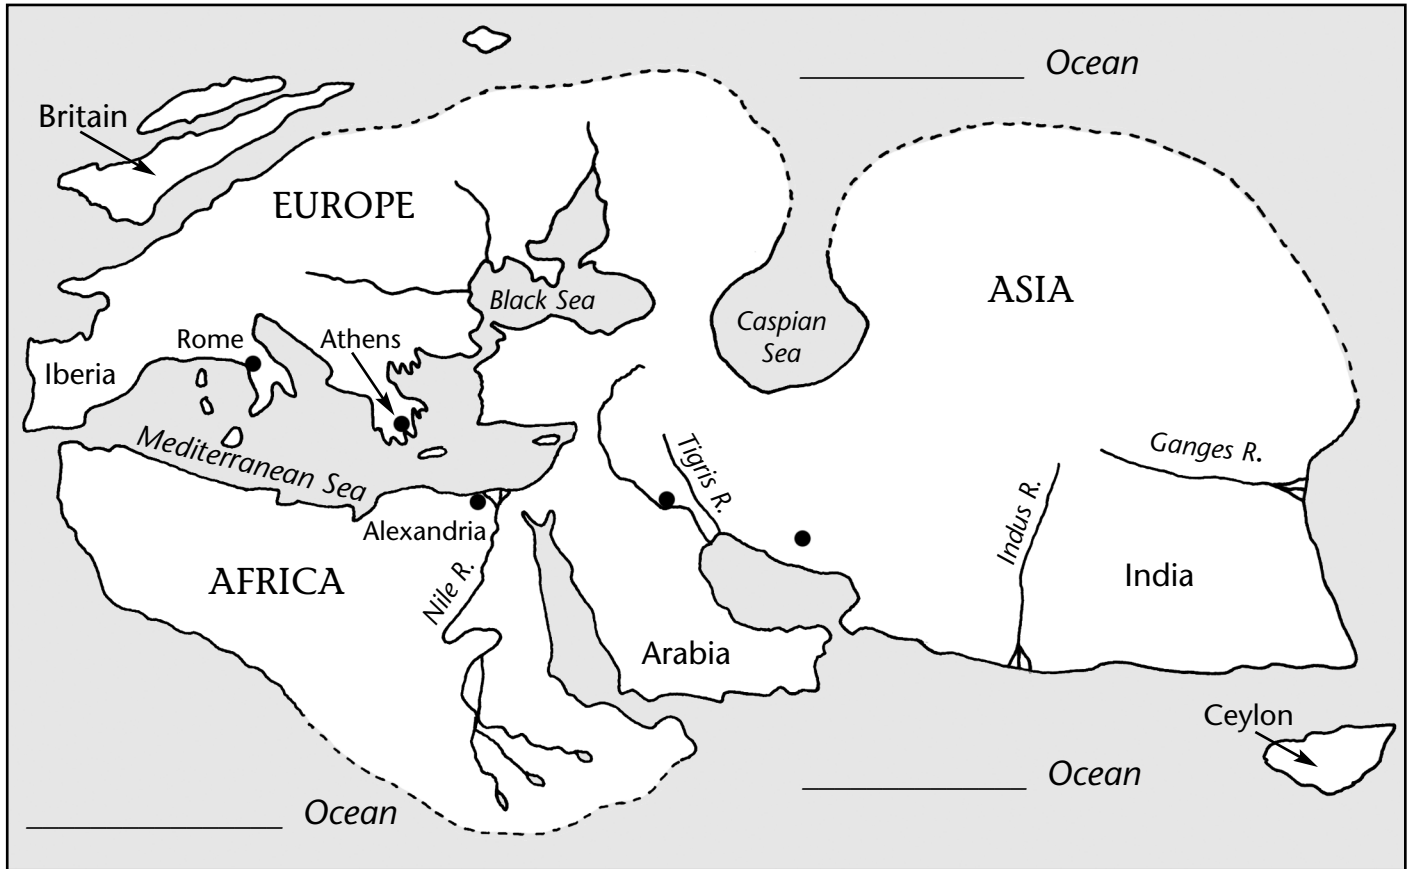 Ocean
Britain
EUROPE
ASIA
Black Sea
Caspian
Sea
Rome
Athens
Iberia
Mediterranean Sea
Tigris R.
Ganges R.
Indus R.
Alexandria
AFRICA
Nile R.
India
Arabia
Ceylon
Ocean
Ocean